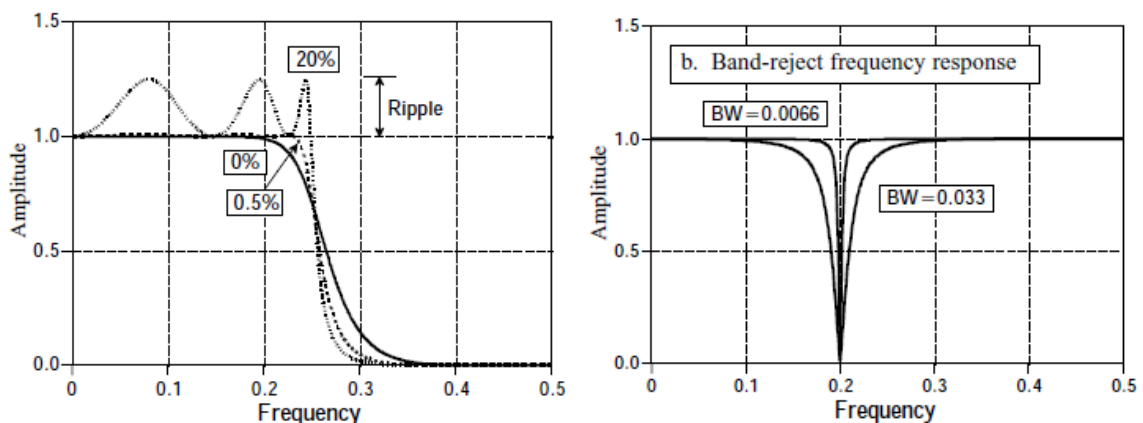 1.5
20%
Ripple
1.0
0%
0.5%
Amplitude
0.5
0.0
0 0.1 0.2 0.3 0.4 0.5
Frequency
1.5
b. Band-reject frequency response
BW=0.0066
1.0
BW=0.033
Amplitude
0.5
0.0
0 0.1 0.2 0.3 0.4 0.5
Frequency